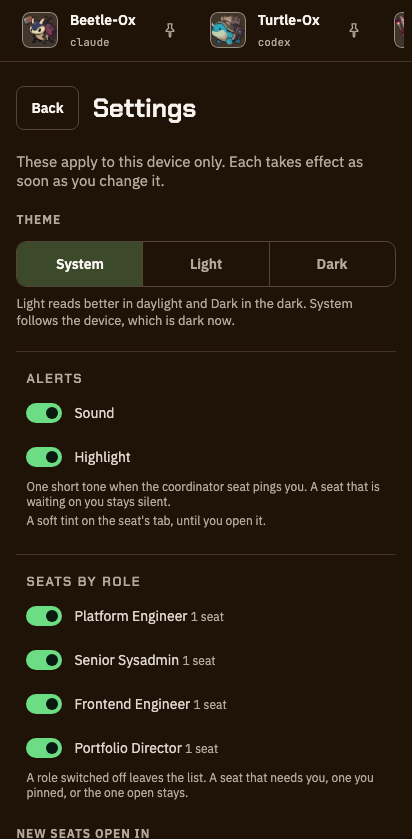 Beetle-Ox
claude
Turtle-Ox
codex
Back
Settings
These apply to this device only. Each takes effect as
soon as you change it.
THEME
System
Light
Dark
Light reads better in daylight and Dark in the dark. System
follows the device, which is dark now.
ALERTS
Sound
Highlight
One short tone when the coordinator seat pings you. A seat that is
waiting on you stays silent.
A soft tint on the seat's tab, until you open it.
SEATS BY ROLE
Platform Engineer 1 seat
Senior Sysadmin 1 seat
Frontend Engineer 1 seat
Portfolio Director 1 seat
A role switched off leaves the list. A seat that needs you, one you
pinned, or the one open stays.
NEW SEATS OPEN IN